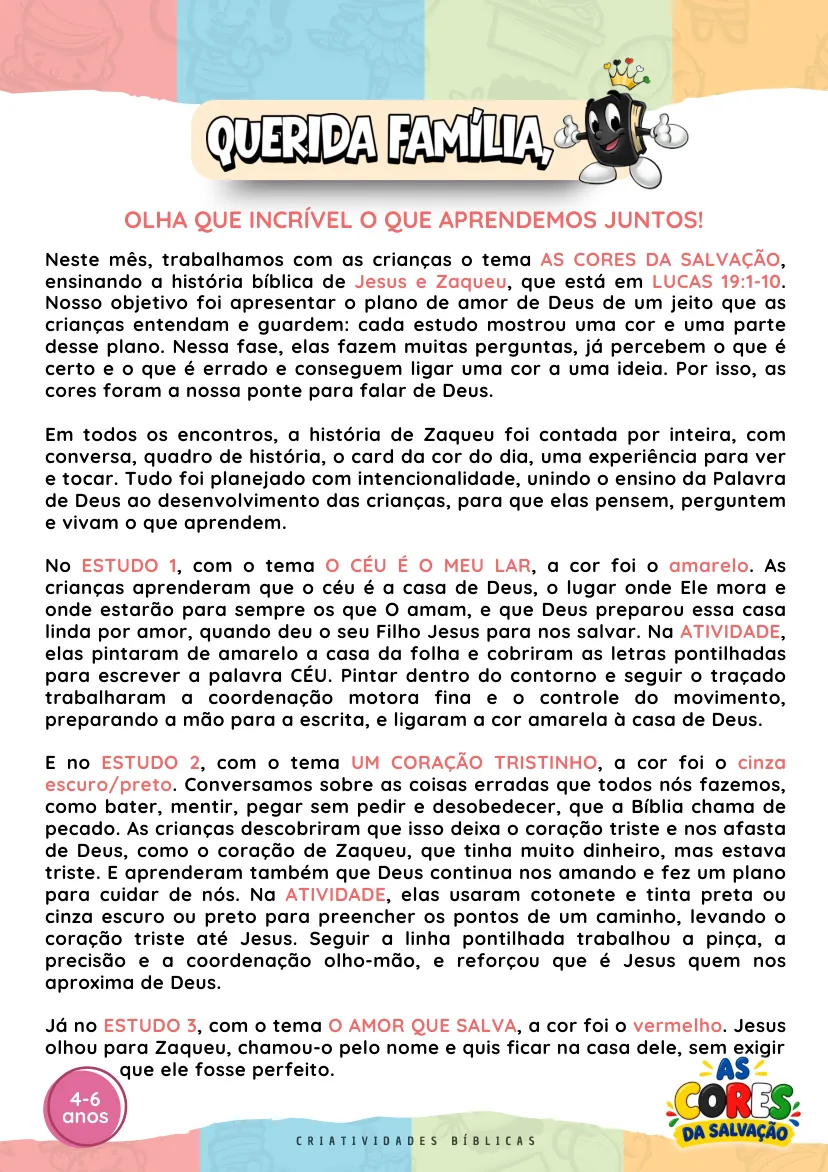 QUERIDA FAMÍLIA,
OLHA QUE INCRÍVEL O QUE APRENDEMOS JUNTOS!
Neste mês, trabalhamos com as crianças o tema AS CORES DA SALVAÇÃO,
ensinando a história bíblica de Jesus e Zaqueu, que está em LUCAS 19:1-10.
Nosso objetivo foi apresentar o plano de amor de Deus de um jeito que as
crianças entendam e guardem: cada estudo mostrou uma cor e uma parte
desse plano. Nessa fase, elas fazem muitas perguntas, já percebem o que é
certo e o que é errado e conseguem ligar uma cor a uma ideia. Por isso, as
cores foram a nossa ponte para falar de Deus.
Em todos os encontros, a história de Zaqueu foi contada por inteira, com
conversa, quadro de história, o card da cor do dia, uma experiência para ver
e tocar. Tudo foi planejado com intencionalidade, unindo o ensino da Palavra
de Deus ao desenvolvimento das crianças, para que elas pensem, perguntem
e vivam o que aprendem.
No ESTUDO 1, com o tema O CÉU É O MEU LAR, a cor foi o amarelo. As
crianças aprenderam que o céu é a casa de Deus, o lugar onde Ele mora e
onde estarão para sempre os que O amam, e que Deus preparou essa casa
linda por amor, quando deu o seu Filho Jesus para nos salvar. Na ATIVIDADE,
elas pintaram de amarelo a casa da folha e cobriram as letras pontilhadas
para escrever a palavra CÉU. Pintar dentro do contorno e seguir o traçado
trabalharam a coordenação motora fina e o controle do movimento,
preparando a mão para a escrita, e ligaram a cor amarela à casa de Deus.
E no ESTUDO 2, com o tema UM CORAÇÃO TRISTINHO, a cor foi o cinza
escuro/preto. Conversamos sobre as coisas erradas que todos nós fazemos,
como bater, mentir, pegar sem pedir e desobedecer, que a Bíblia chama de
pecado. As crianças descobriram que isso deixa o coração triste e nos afasta
de Deus, como o coração de Zaqueu, que tinha muito dinheiro, mas estava
triste. E aprenderam também que Deus continua nos amando e fez um plano
para cuidar de nós. Na ATIVIDADE, elas usaram cotonete e tinta preta ou
cinza escuro ou preto para preencher os pontos de um caminho, levando o
coração triste até Jesus. Seguir a linha pontilhada trabalhou a pinça, a
precisão e a coordenação olho-mão, e reforçou que é Jesus quem nos
aproxima de Deus.
Já no ESTUDO 3, com o tema O AMOR QUE SALVA, a cor foi o vermelho. Jesus
olhou para Zaqueu, chamou-o pelo nome e quis ficar na casa dele, sem exigir
que ele fosse perfeito.
4-6
anos
AS
CORES
DA SALVAÇÃO
CRIATIVIDADES BÍBLICAS